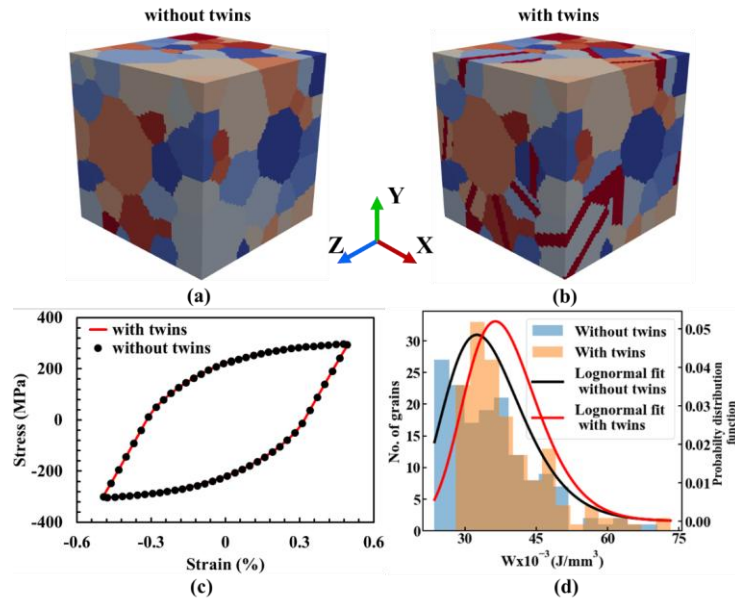 without twins
with twins
Y
Z
X
(a)
(b)
400
200
0
-200
-400
Stress (MPa)
with twins
without twins
-0.6
-0.3
0
0.3
0.6
Strain (%)
(c)
30
25
20
15
10
5
0
No. of grains
Without twins
With twins
Lognormal fit
without twins
Lognormal fit
with twins
0.05
0.04
0.03
0.02
0.01
0.00
Probabilty distribution
function
30
45
60
75
Wx10⁻³(J/mm³)
(d)